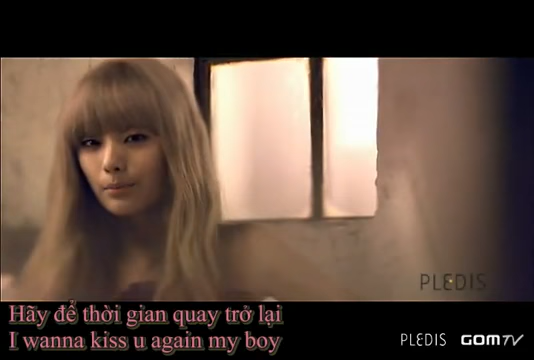 PLEDIS
Hãy để thời gian quay trở lại
I wanna kiss u again my boy
PLEDIS GOMTV